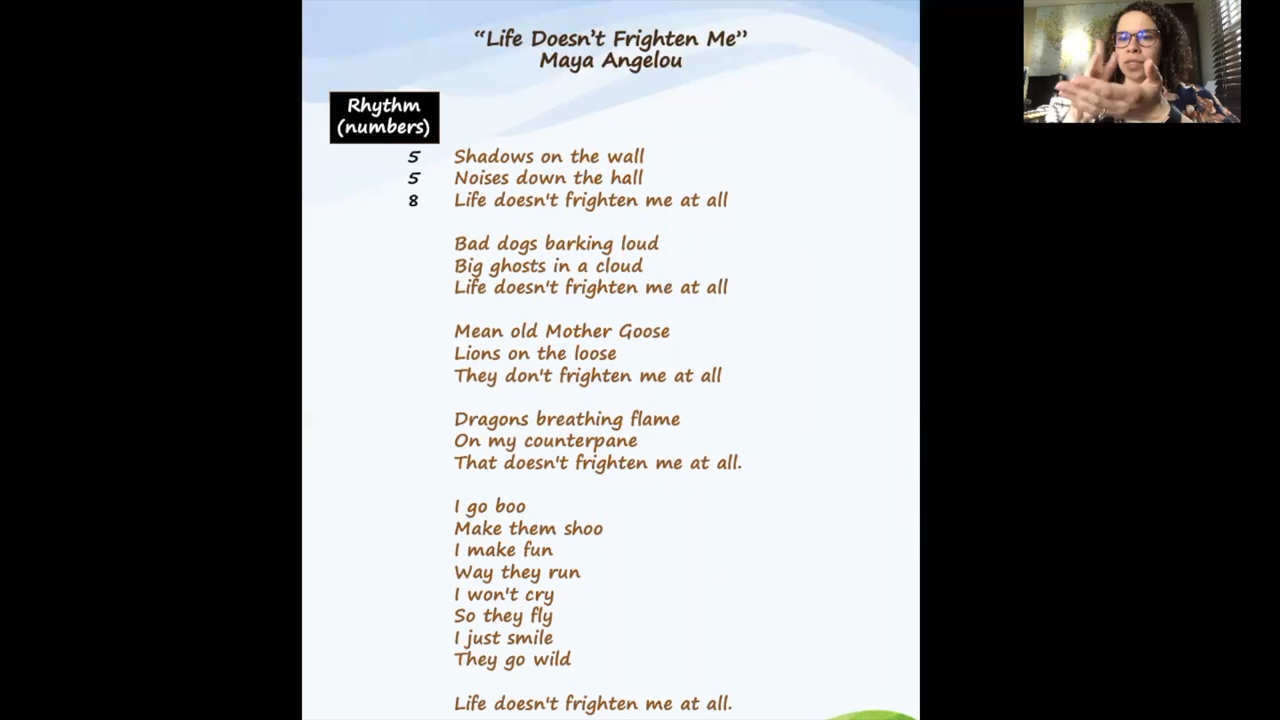 “Life Doesn’t Frighten Me”
Maya Angelou
Rhythm
(numbers)
5 Shadows on the wall
5 Noises down the hall
8 Life doesn't frighten me at all
Bad dogs barking loud
Big ghosts in a cloud
Life doesn't frighten me at all
Mean old Mother Goose
Lions on the loose
They don't frighten me at all
Dragons breathing flame
On my counterpane
That doesn't frighten me at all.
I go boo
Make them shoo
I make fun
Way they run
I won't cry
So they fly
I just smile
They go wild
Life doesn't frighten me at all.